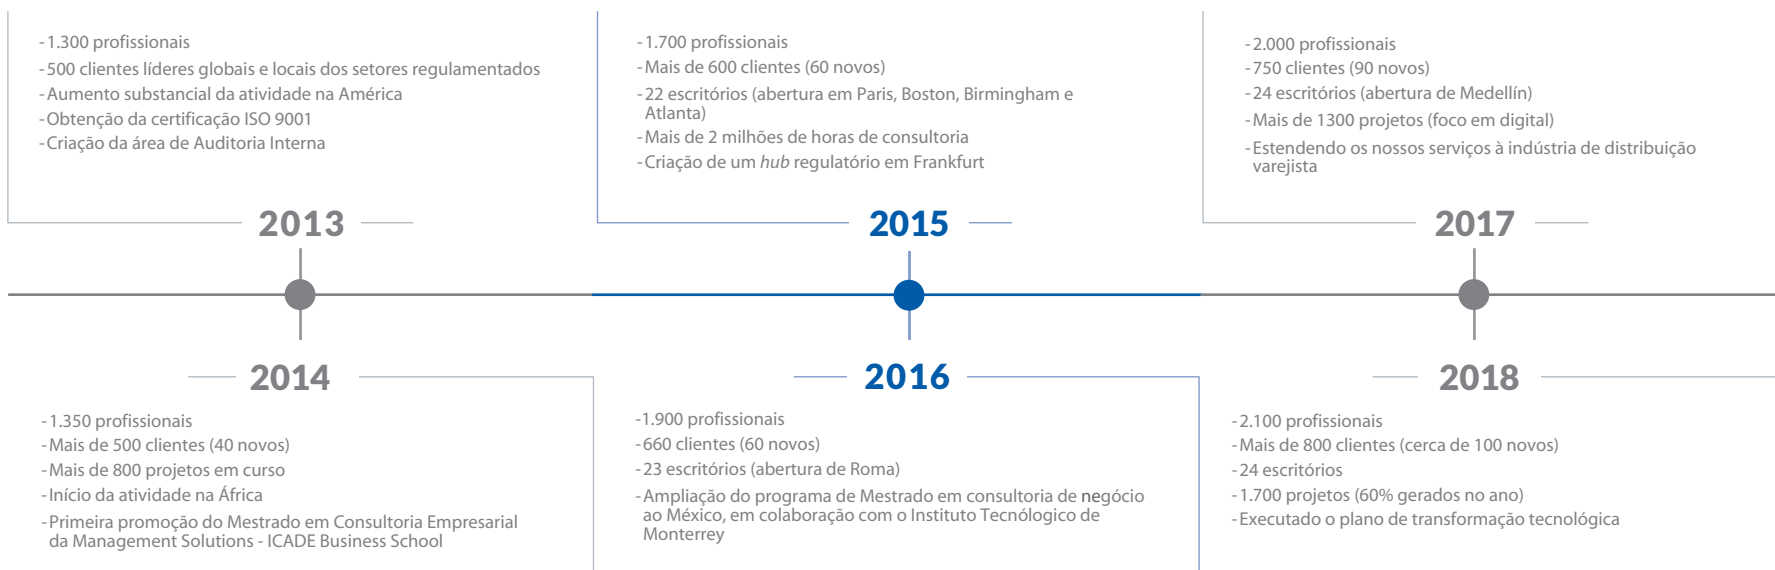 -1.300 profissionais
-500 clientes líderes globais e locais dos setores regulamentados
-Aumento substancial da atividade na América
-Obtenção da certificação ISO 9001
-Criação da área de Auditoria Interna
2013
-1.700 profissionais
-Mais de 600 clientes (60 novos)
-22 escritórios (abertura em Paris, Boston, Birmingham e
Atlanta)
-Mais de 2 milhões de horas de consultoria
-Criação de um hub regulatório em Frankfurt
2015
-2.000 profissionais
-750 clientes (90 novos)
-24 escritórios (abertura de Medellín)
-Mais de 1300 projetos (foco em digital)
-Estendendo os nossos serviços à indústria de distribuição
varejista
2017
2014
-1.350 profissionais
-Mais de 500 clientes (40 novos)
-Mais de 800 projetos em curso
-Início da atividade na África
-Primeira promoção do Mestrado em Consultoria Empresarial
da Management Solutions - ICADE Business School
2016
-1.900 profissionais
-660 clientes (60 novos)
-23 escritórios (abertura de Roma)
-Ampliação do programa de Mestrado em consultoria de negócio
ao México, em colaboração com o Instituto Tecnólogico de
Monterrey
2018
-2.100 profissionais
-Mais de 800 clientes (cerca de 100 novos)
-24 escritórios
-1.700 projetos (60% gerados no ano)
-Executado o plano de transformação tecnológica